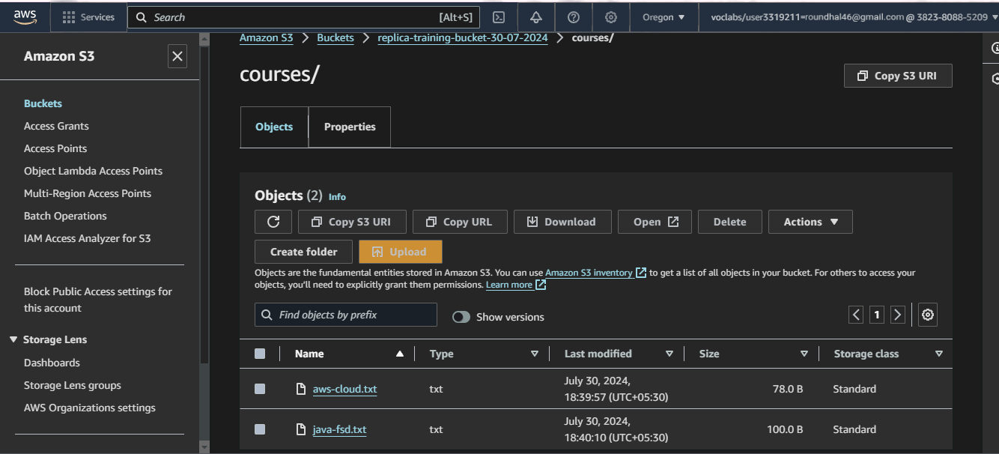 aws
Services
Search
[Alt+S]
Oregon
voclabs/user3319211=roundhal46@gmail.com @ 3823-8088-5209
Amazon S3
Buckets
Access Grants
Access Points
Object Lambda Access Points
Multi-Region Access Points
Batch Operations
IAM Access Analyzer for S3
Block Public Access settings for
this account
Storage Lens
Dashboards
Storage Lens groups
AWS Organizations settings
Amazon S3 > Buckets > replica-training-bucket-30-07-2024 > courses/
courses/
Copy S3 URI
Objects
Properties
Objects (2) Info
Copy S3 URI
Copy URL
Download
Open
Delete
Actions
Create folder
Upload
Objects are the fundamental entities stored in Amazon S3. You can use Amazon S3 inventory to get a list of all objects in your bucket. For others to access your
objects, you'll need to explicitly grant them permissions. Learn more
Find objects by prefix
Show versions
1
Name Type Last modified Size Storage class
aws-cloud.txt txt July 30, 2024, 78.0 B Standard
18:39:57 (UTC+05:30)
java-fsd.txt txt July 30, 2024, 100.0 B Standard
18:40:10 (UTC+05:30)